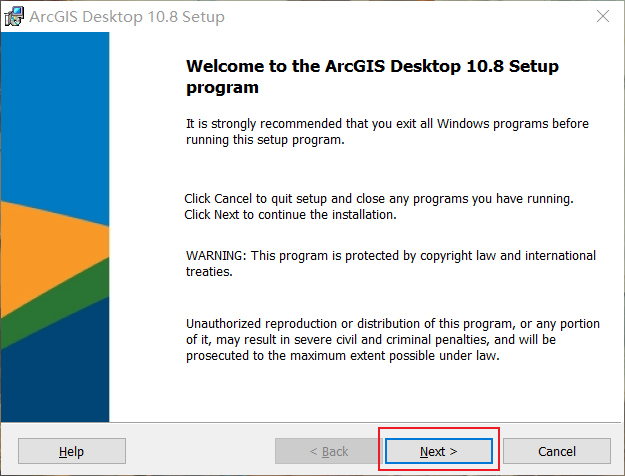 ArcGIS Desktop 10.8 Setup
Welcome to the ArcGIS Desktop 10.8 Setup
program
It is strongly recommended that you exit all Windows programs before
running this setup program.
Click Cancel to quit setup and close any programs you have running.
Click Next to continue the installation.
WARNING: This program is protected by copyright law and international
treaties.
Unauthorized reproduction or distribution of this program, or any portion
of it, may result in severe civil and criminal penalties, and will be
prosecuted to the maximum extent possible under law.
Help
< Back
Next >
Cancel